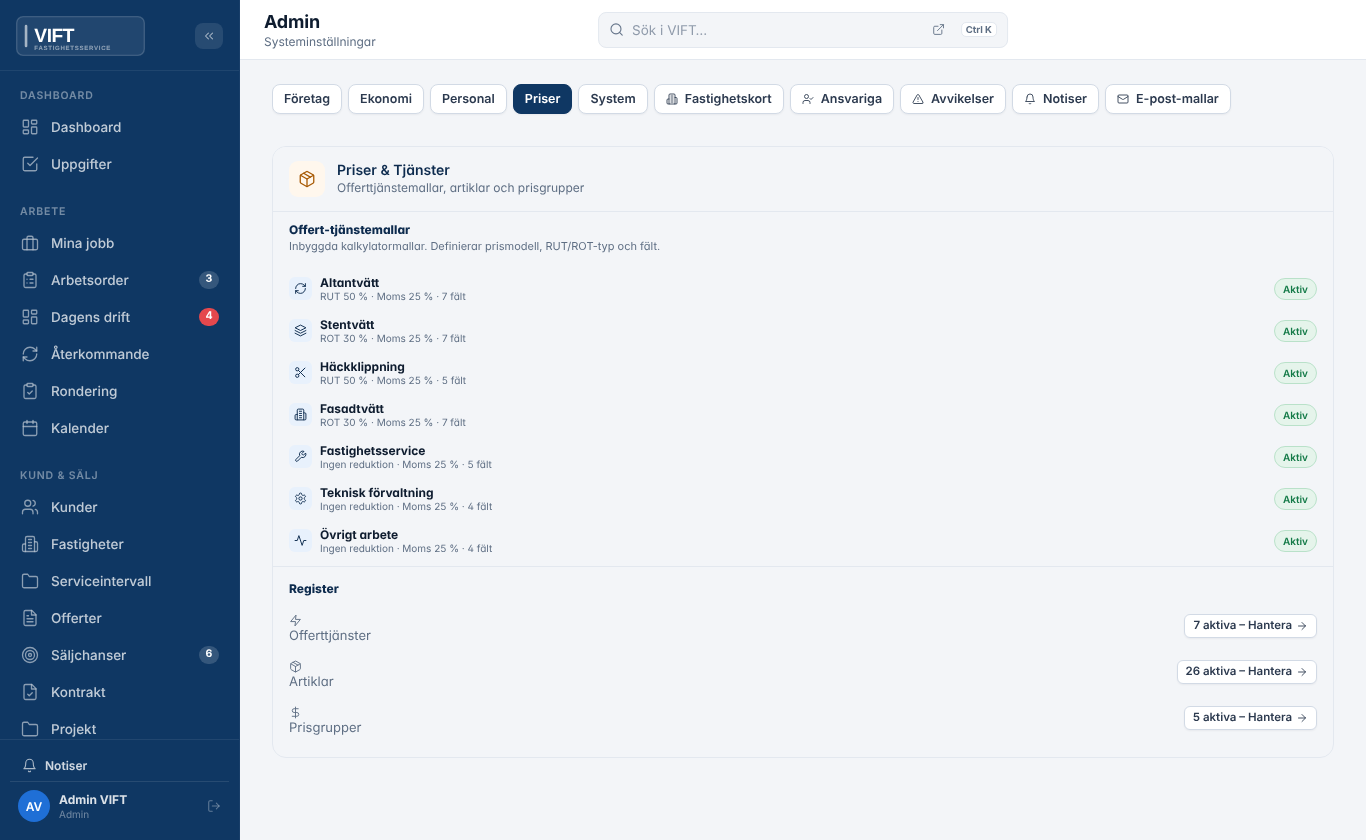 VIFT
FASTIGHETSSERVICE
Admin
Systeminställningar
Sök i VIFT...
Ctrl K
DASHBOARD
Dashboard
Uppgifter
ARBETE
Mina jobb
Arbetsorder 3
Dagens drift 4
Återkommande
Rondering
Kalender
KUND & SÄLJ
Kunder
Fastigheter
Serviceintervall
Offerter
Säljchanser 6
Kontrakt
Projekt
Notiser
AV
Admin VIFT
Admin
Företag Ekonomi Personal Priser System Fastighetskort Ansvariga Avvikelser Notiser E-post-mallar
Priser & Tjänster
Offerttjänstemallar, artiklar och prisgrupper
Offert-tjänstemallar
Inbyggda kalkylatormallar. Definierar prismodell, RUT/ROT-typ och fält.
Altantvätt
RUT 50 % · Moms 25 % · 7 fält
Aktiv
Stentvätt
ROT 30 % · Moms 25 % · 7 fält
Aktiv
Häckklippning
RUT 50 % · Moms 25 % · 5 fält
Aktiv
Fasadtvätt
ROT 30 % · Moms 25 % · 7 fält
Aktiv
Fastighetsservice
Ingen reduktion · Moms 25 % · 5 fält
Aktiv
Teknisk förvaltning
Ingen reduktion · Moms 25 % · 4 fält
Aktiv
Övrigt arbete
Ingen reduktion · Moms 25 % · 4 fält
Aktiv
Register
Offerttjänster
7 aktiva – Hantera →
Artiklar
26 aktiva – Hantera →
Prisgrupper
5 aktiva – Hantera →